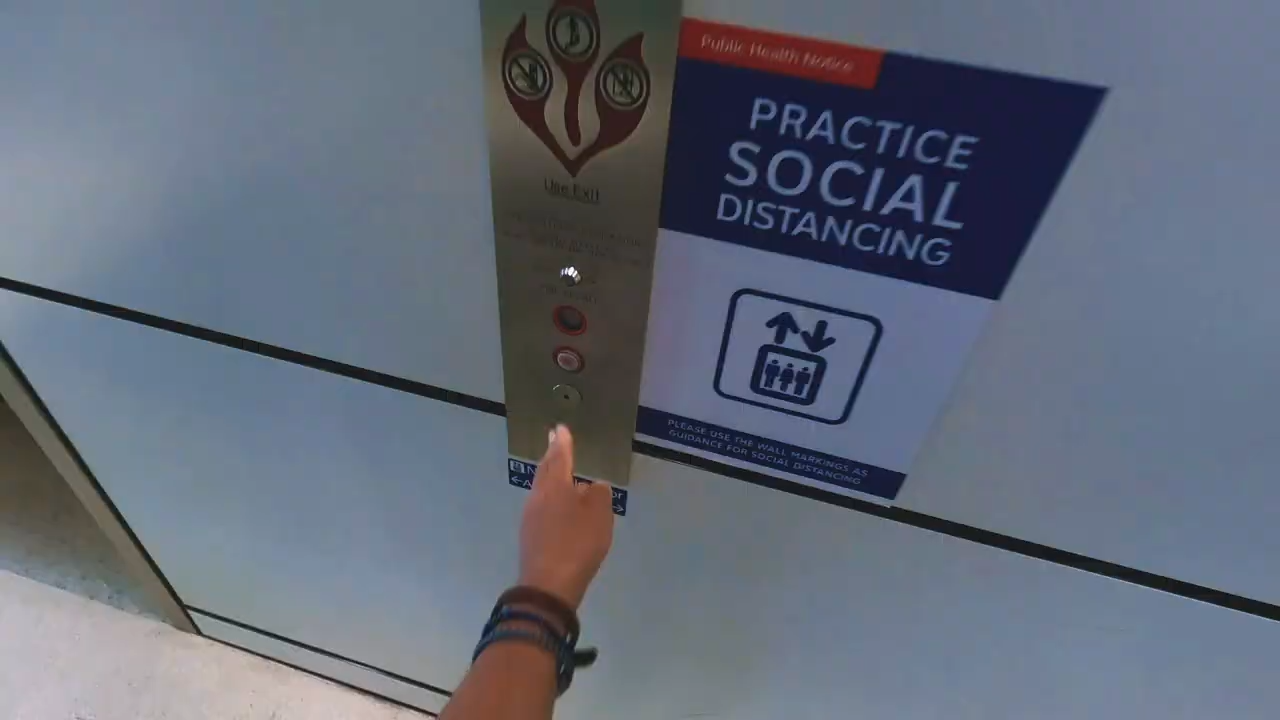 Use Exit
Public Health Notice
PRACTICE
SOCIAL
DISTANCING
PLEASE USE THE WALL MARKINGS AS
GUIDANCE FOR SOCIAL DISTANCING